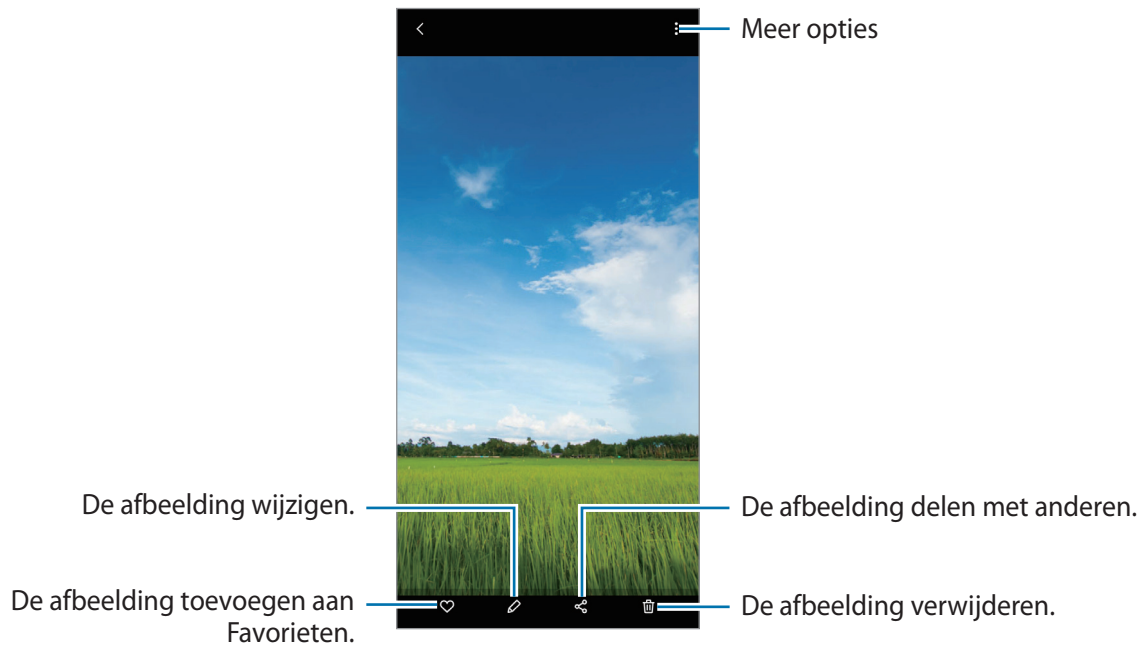 Meer opties
De afbeelding wijzigen.
De afbeelding delen met anderen.
De afbeelding toevoegen aan
Favorieten.
De afbeelding verwijderen.